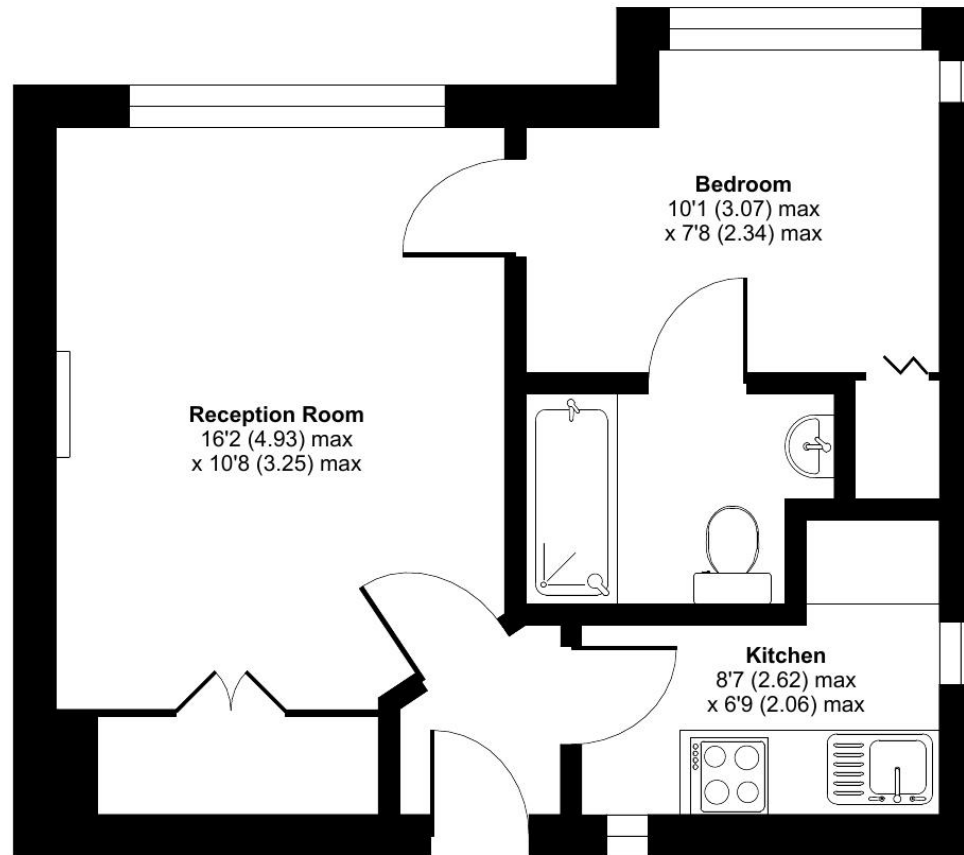 Bedroom
10'1 (3.07) max
x 7'8 (2.34) max
Reception Room
16'2 (4.93) max
x 10'8 (3.25) max
Kitchen
8'7 (2.62) max
x 6'9 (2.06) max